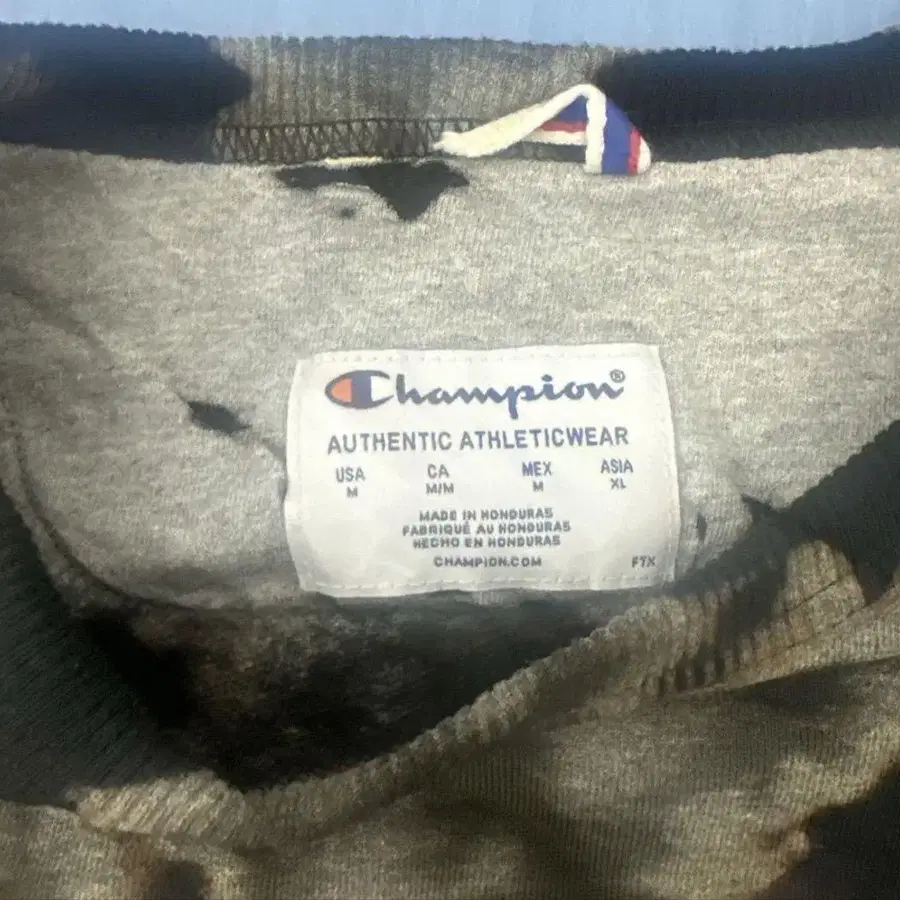 Champion®
AUTHENTIC ATHLETICWEAR
USA CA MEX ASIA
M M/M M XL
MADE IN HONDURAS
FABRIQUÉ AU HONDURAS
HECHO EN HONDURAS
CHAMPION.COM FTX